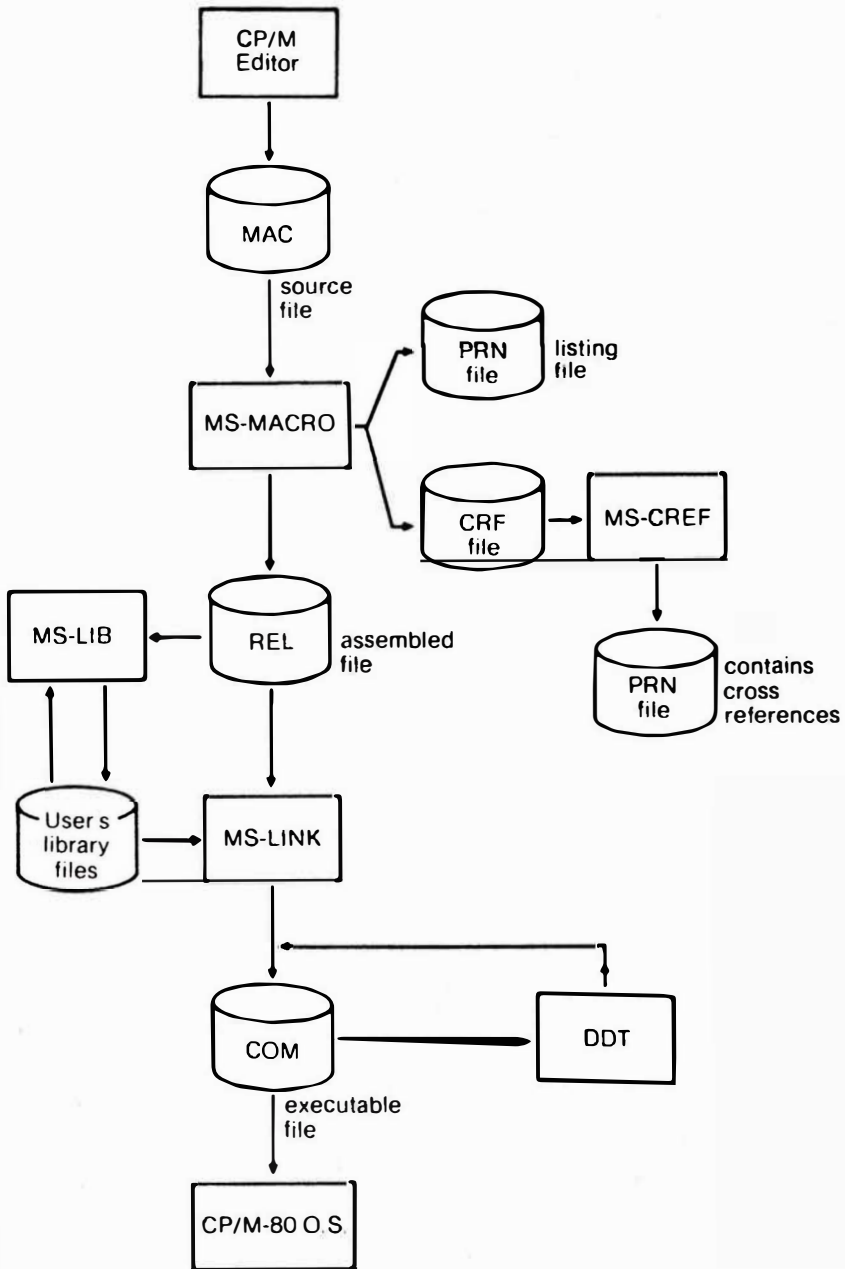 CP/M
Editor
MAC
source
file
PRN
file
listing
file
MS-MACRO
CRF
file
MS-CREF
MS-LIB
REL
assembled
file
PRN
file
contains
cross
references
User s
library
files
MS-LINK
COM
DDT
executable
file
CP/M-80 O.S.